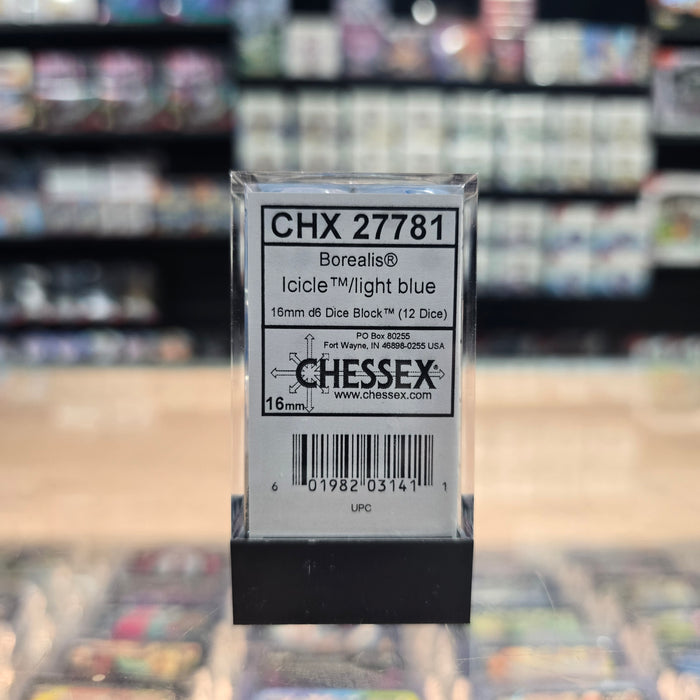 CHX 27781
Borealis®
Icicle™/light blue
16mm d6 Dice Block™ (12 Dice)
PO Box 80255
Fort Wayne, IN 46898-0255 USA
CHESSEX®
www.chessex.com
16mm
6 01982 03141 1
UPC